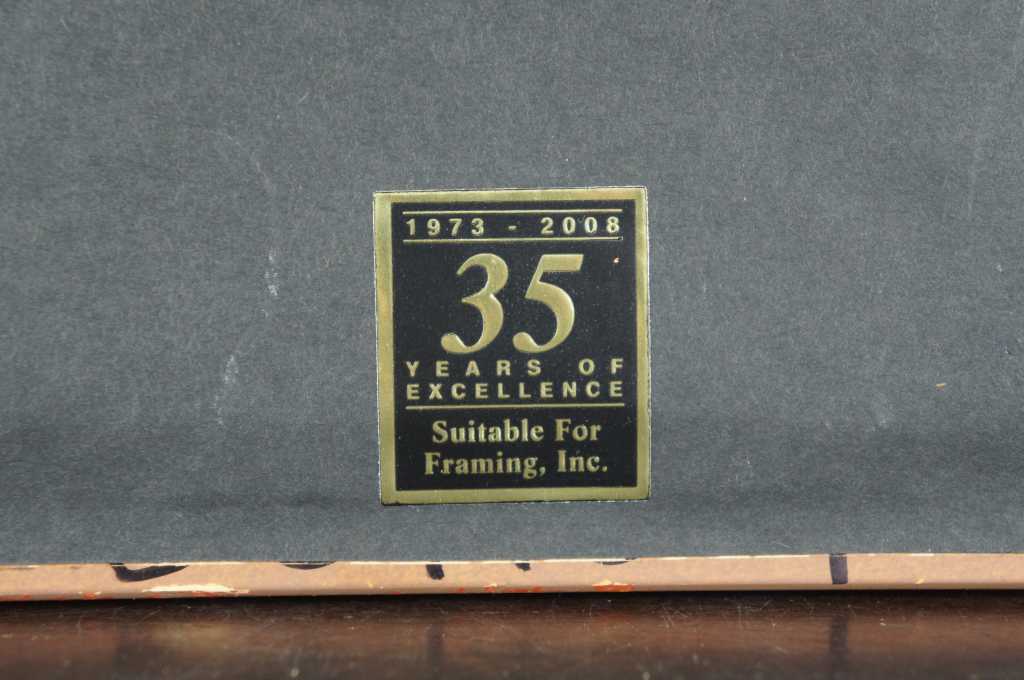 1973 - 2008
35
YEARS OF
EXCELLENCE
Suitable For
Framing, Inc.